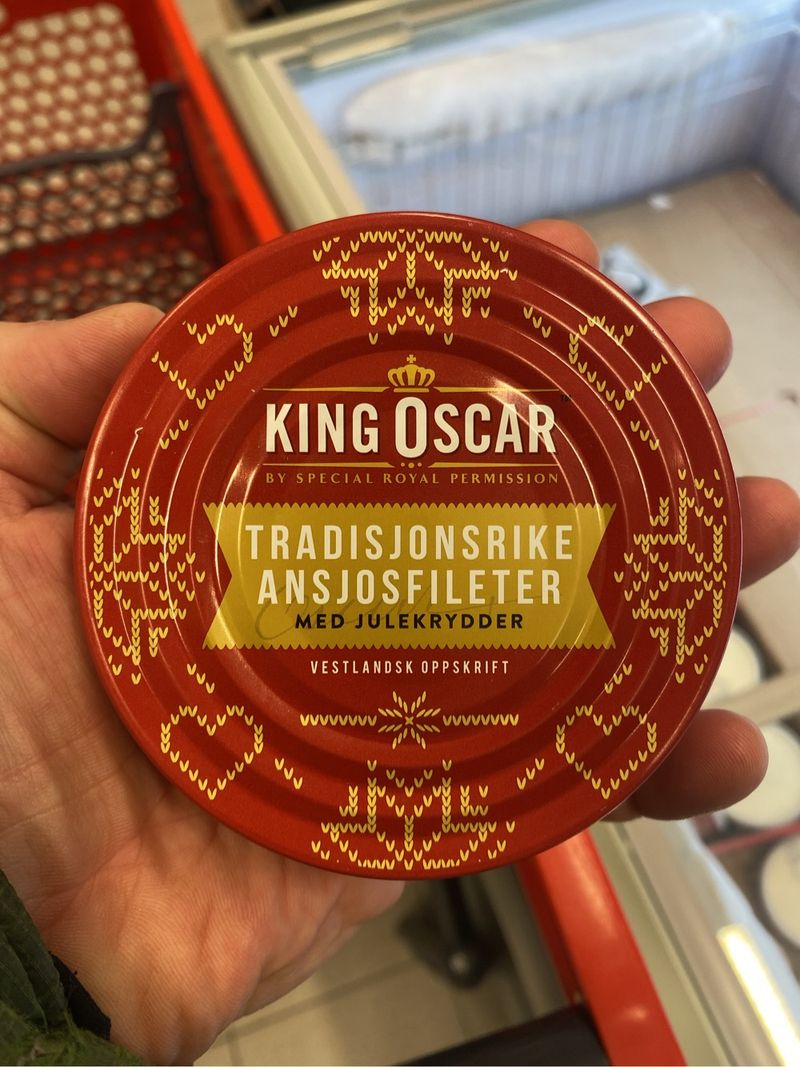 KING OSCAR
BY SPECIAL ROYAL PERMISSION
TRADISJONSRIKE
ANSJOSFILETER
MED JULEKRYDDER
VESTLANDSK OPPSKRIFT